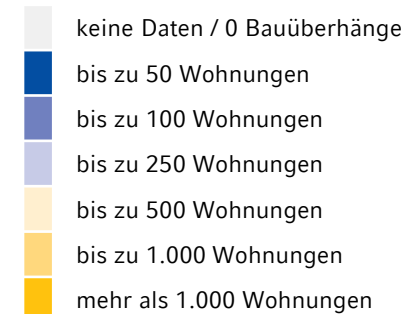 keine Daten / 0 Bauüberhänge
bis zu 50 Wohnungen
bis zu 100 Wohnungen
bis zu 250 Wohnungen
bis zu 500 Wohnungen
bis zu 1.000 Wohnungen
mehr als 1.000 Wohnungen